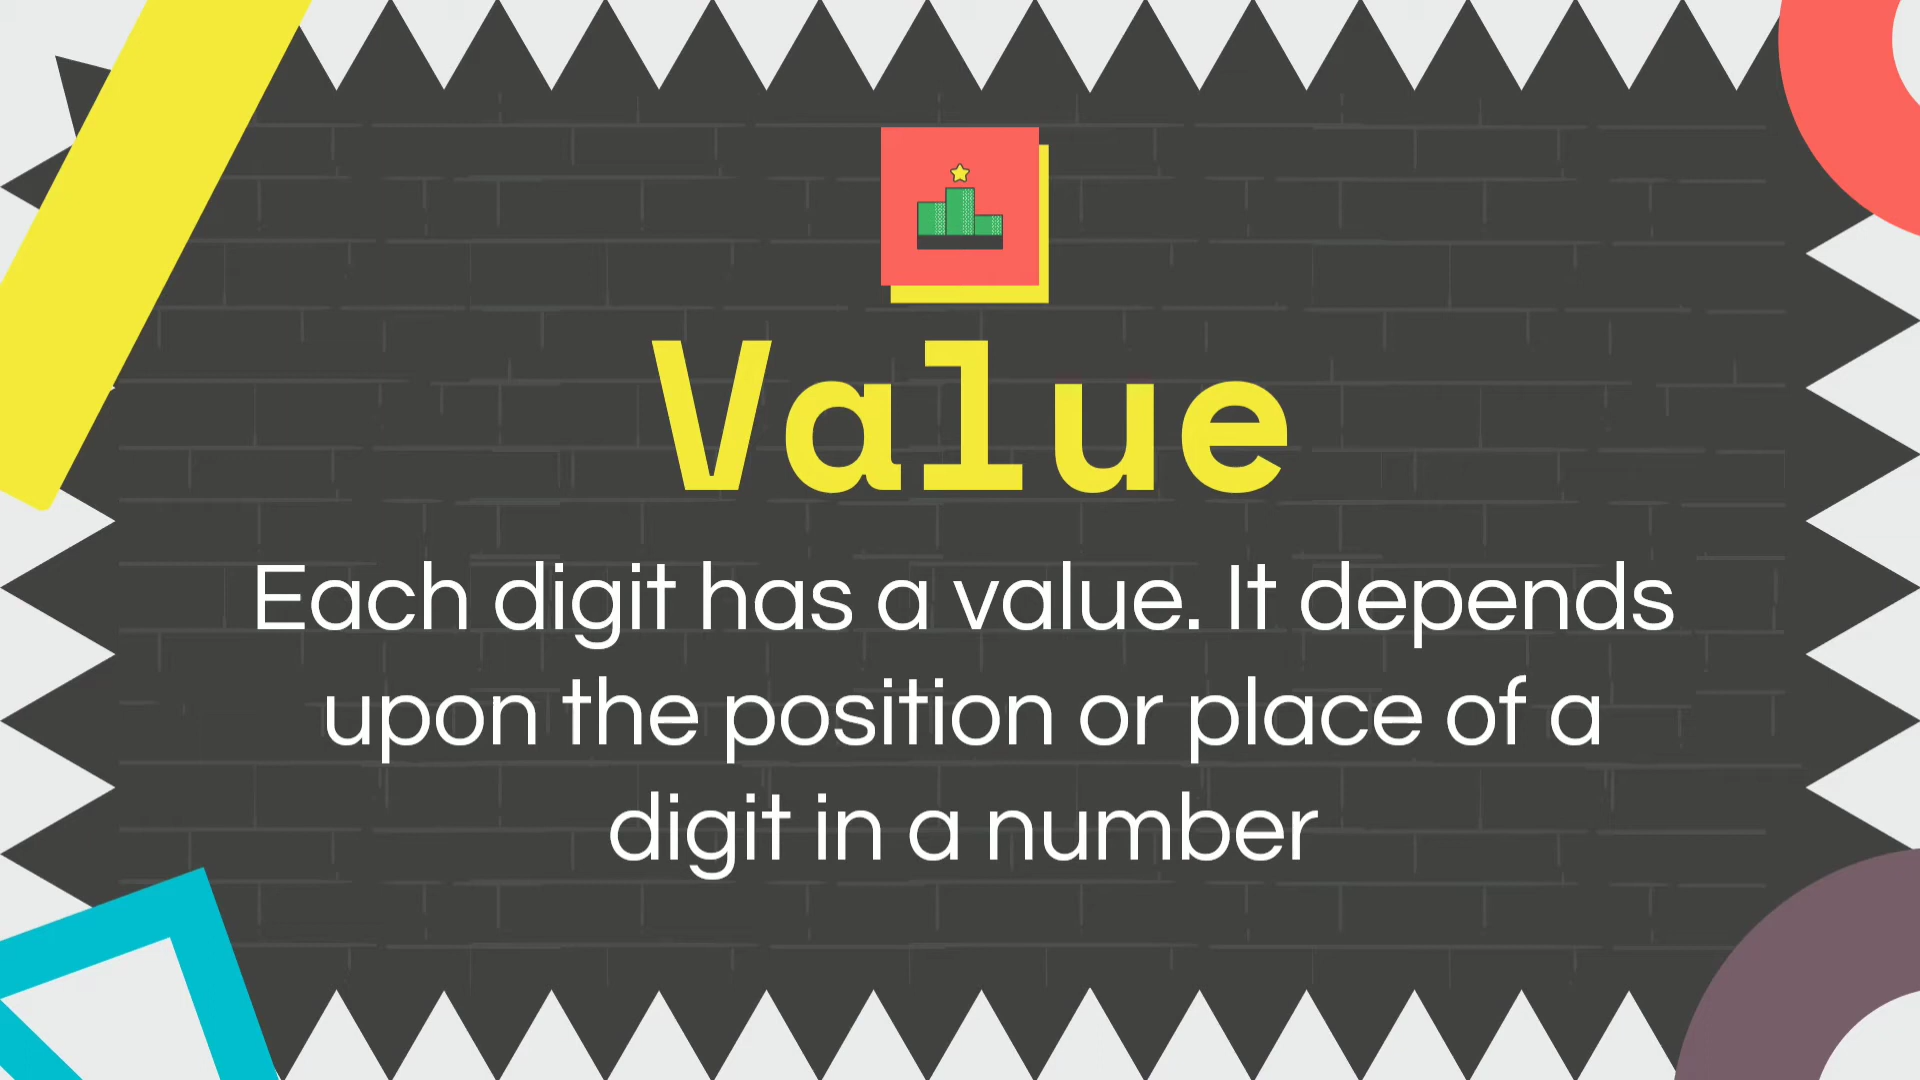 Value
Each digit has a value. It depends
upon the position or place of a
digit in a number